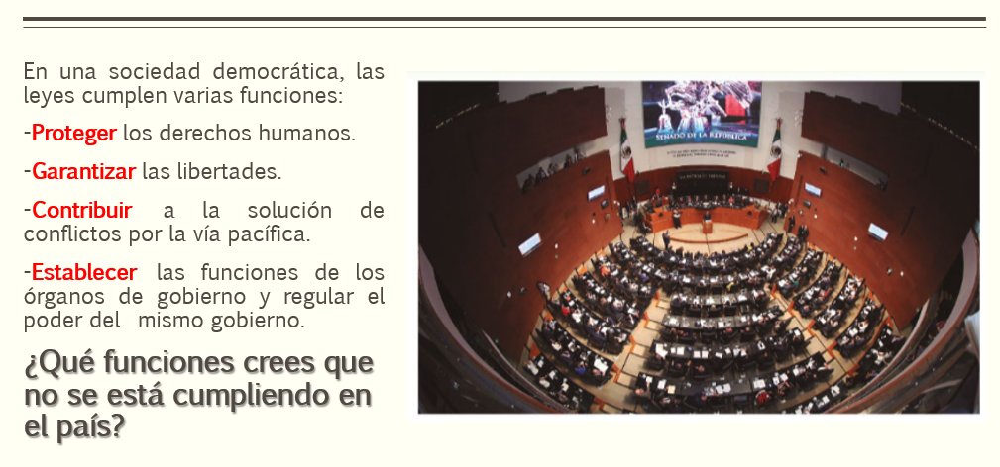 En una sociedad democrática, las
leyes cumplen varias funciones:
-Proteger los derechos humanos.
-Garantizar las libertades.
-Contribuir a la solución de
conflictos por la vía pacífica.
-Establecer las funciones de los
órganos de gobierno y regular el
poder del mismo gobierno.
¿Qué funciones crees que
no se está cumpliendo en
el país?
SENADO DE LA REPÚBLICA